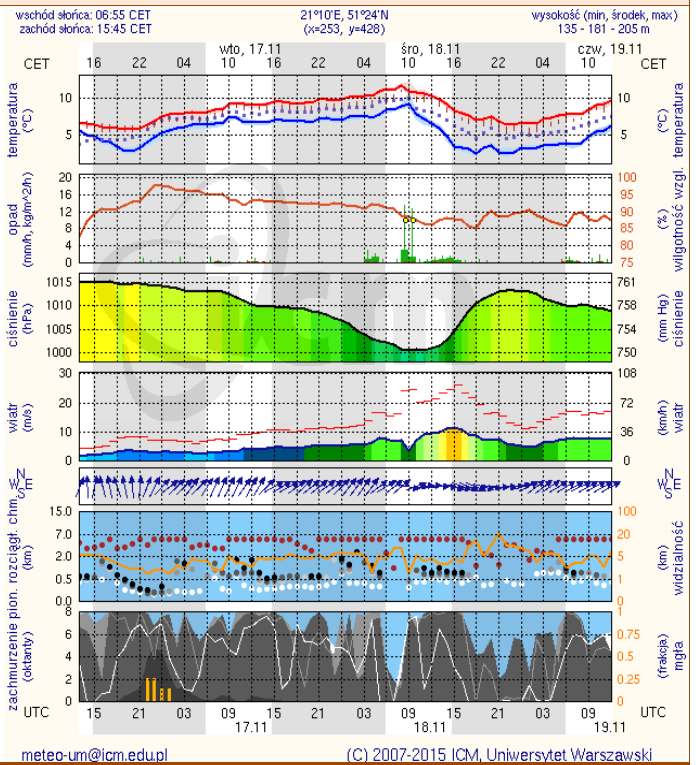 wschód słońca: 06:55 CET 21°10'E, 51°24'N wysokość (min, środek, max)
zachód słońca: 15:45 CET (x=253, y=428) 135 - 181 - 205 m
wto, 17.11 śro, 18.11 czw, 19.11
CET 16 22 04 10 16 22 04 10 16 22 04 10 CET
temperatura (°C) 10 5 10 5 (°C) temperatura
opad (mm/h, kg/m^2/h) 20 16 12 8 4 0 100 95 90 85 80 75 (%) wilgotność wzgl.
ciśnienie (hPa) 1015 1010 1005 1000 761 758 754 750 (mm Hg) ciśnienie
wiatr (m/s) 30 20 10 0 108 72 36 0 (km/h) wiatr
N W E S N W E S
pion. rozciągł. chm. (km) 15.0 7.0 2.0 0.5 0.0 100 20 5 1 0 (km) widzialność
zachmurzenie (oktanty) 8 6 4 2 0 1 0.75 0.5 0.25 0 (frakcja) mgła
UTC 15 21 03 09 15 21 03 09 15 21 03 09 UTC
17.11 18.11 19.11
meteo-um@icm.edu.pl (C) 2007-2015 ICM, Uniwersytet Warszawski